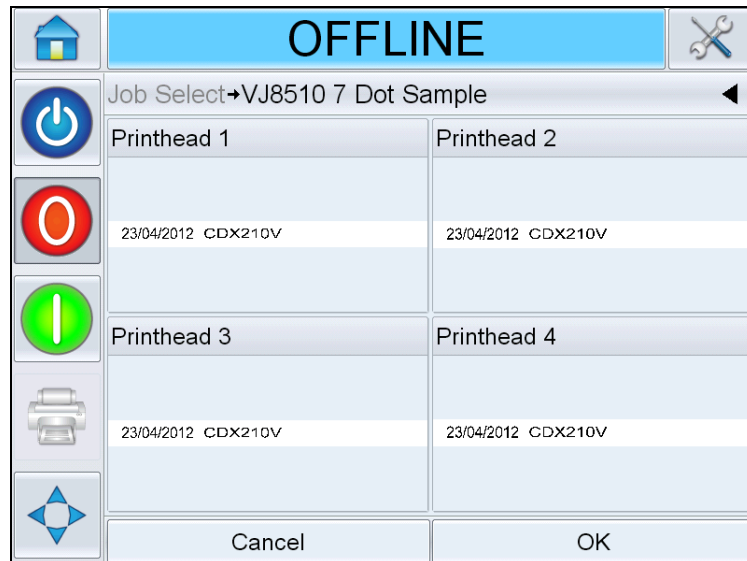 OFFLINE
Job Select→VJ8510 7 Dot Sample
Printhead 1
Printhead 2
23/04/2012 CDX210V
23/04/2012 CDX210V
Printhead 3
Printhead 4
23/04/2012 CDX210V
23/04/2012 CDX210V
Cancel
OK